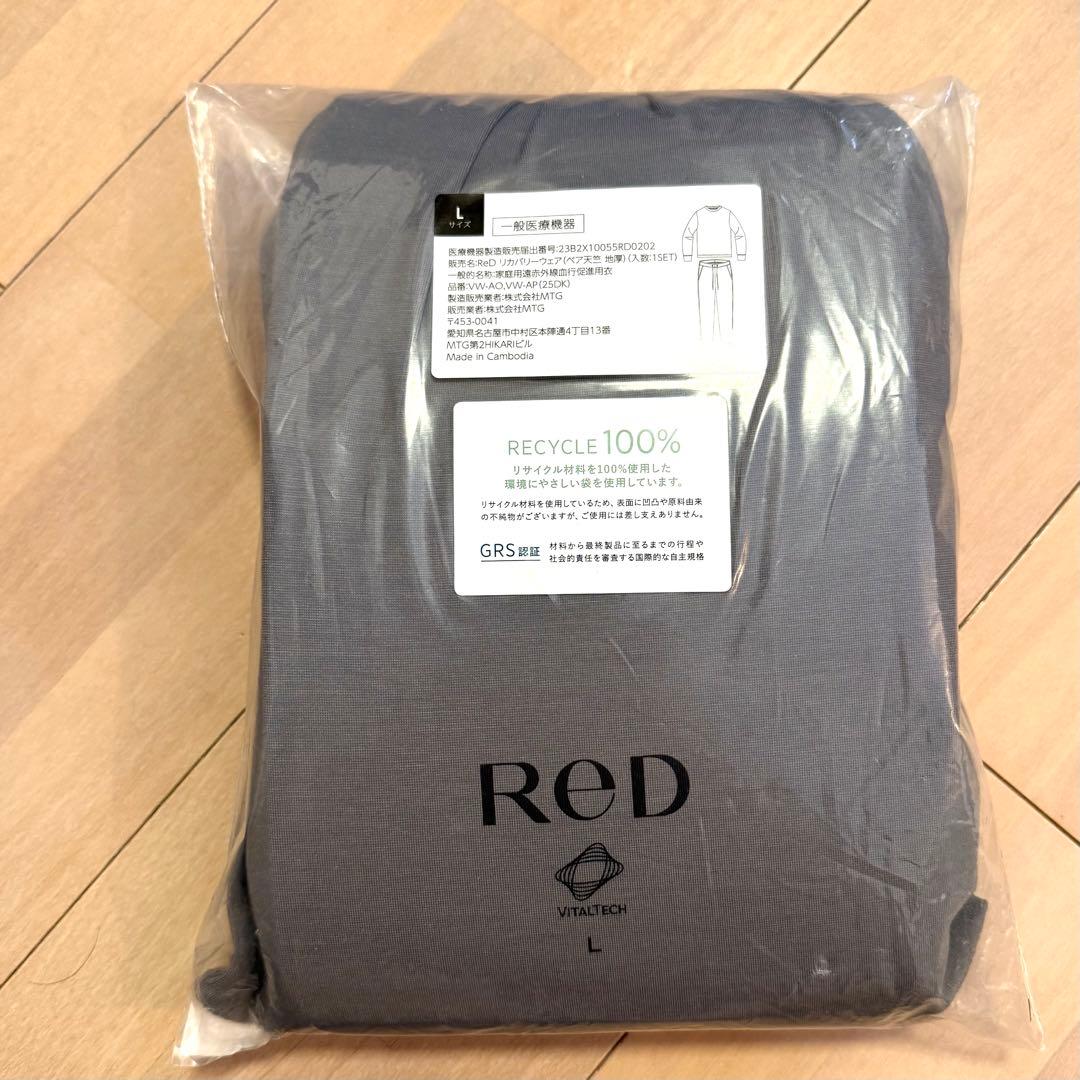 L
サイズ
一般医療機器
医療機器製造販売届出番号:23B2X10055RD0202
販売名:ReD リカバリーウェア(ベア天竺 地厚)(入数:1SET)
一般的名称:家庭用遠赤外線血行促進用衣
品番:VW-AO,VW-AP(25DK)
製造販売業者:株式会社MTG
販売業者:株式会社MTG
〒453-0041
愛知県名古屋市中村区本陣通4丁目13番
MTG第2HIKARIビル
Made in Cambodia
RECYCLE 100%
リサイクル材料を100%使用した
環境にやさしい袋を使用しています。
リサイクル材料を使用しているため、表面に凹凸や原料由来
の不純物がございますが、ご使用には差し支えありません。
GRS認証
材料から最終製品に至るまでの行程や
社会的責任を審査する国際的な自主規格
ReD
VITALTECH
L